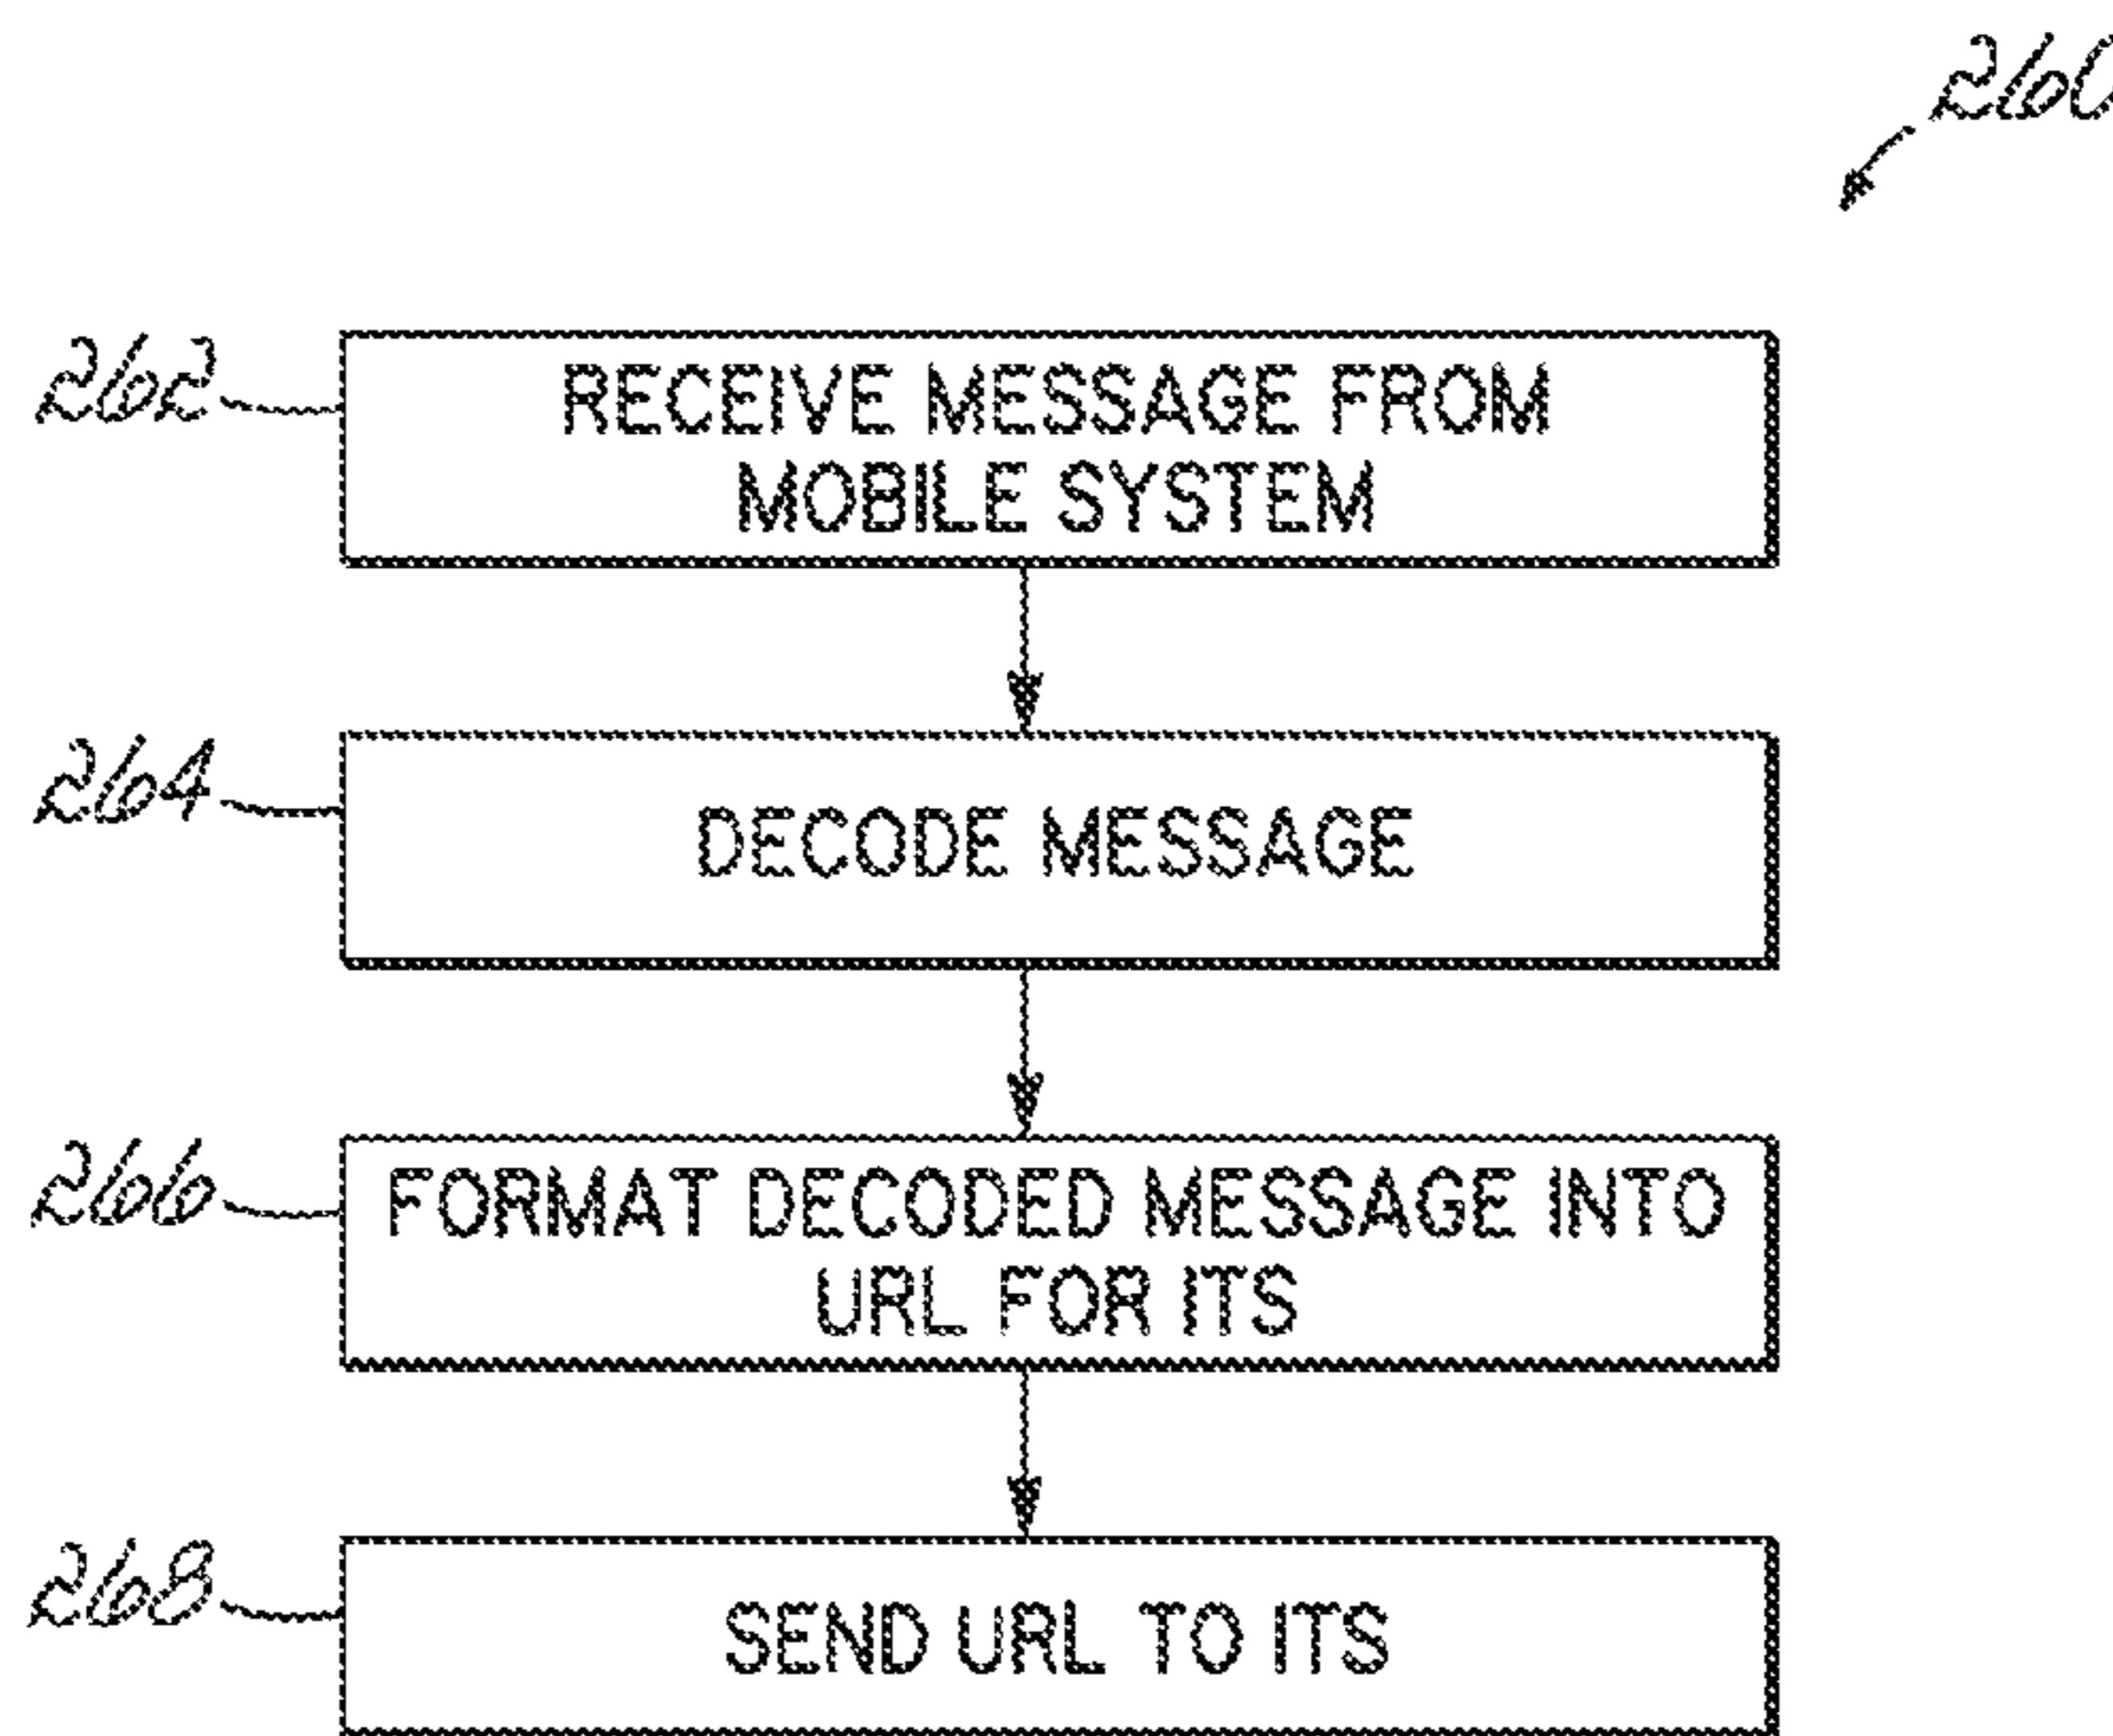 260
262
RECEIVE MESSAGE FROM
MOBILE SYSTEM
264
DECODE MESSAGE
266
FORMAT DECODED MESSAGE INTO
URL FOR ITS
268
SEND URL TO ITS